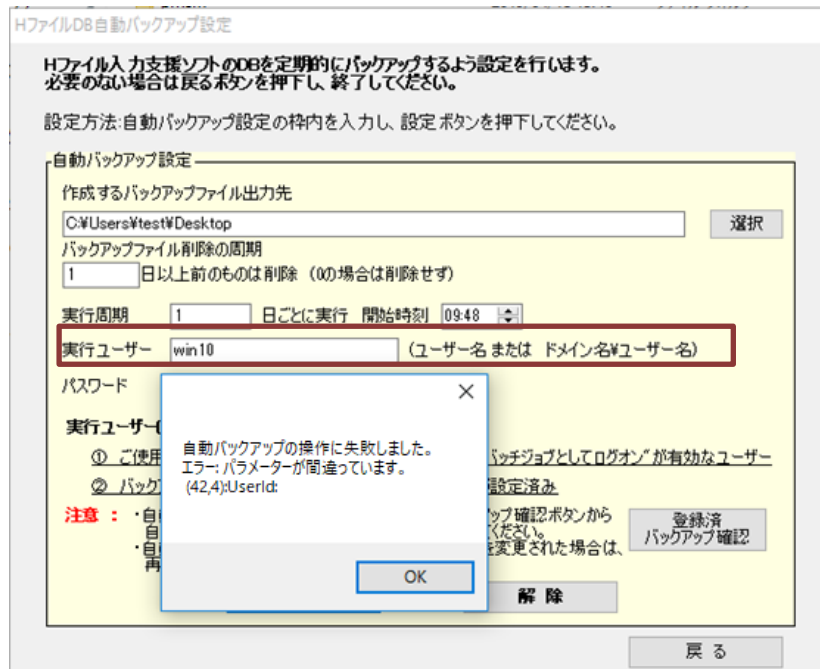 HファイルDB自動バックアップ設定
Hファイル入力支援ソフトのDBを定期的にバックアップするよう設定を行います。
必要のない場合は戻るボタンを押下し、終了してください。
設定方法:自動バックアップ設定の枠内を入力し、設定ボタンを押下してください。
自動バックアップ設定
作成するバックアップファイル出力先
C:¥Users¥test¥Desktop 選択
バックアップファイル削除の周期
1 日以上前のものは削除 (0の場合は削除せず)
実行周期 1 日ごとに実行 開始時刻 09:48
実行ユーザー win10 (ユーザー名 または ドメイン名¥ユーザー名)
パスワード
実行ユーザー
① ご使用 バッチジョブとしてログオン"が有効なユーザー
② バック 設定済み
注意 : ・自 ップ確認ボタンから
自 ください。
・自 を変更された場合は、
再
登録済
バックアップ確認
自動バックアップの操作に失敗しました。
エラー: パラメーターが間違っています。
(42,4):UserId:
OK
解 除
戻 る